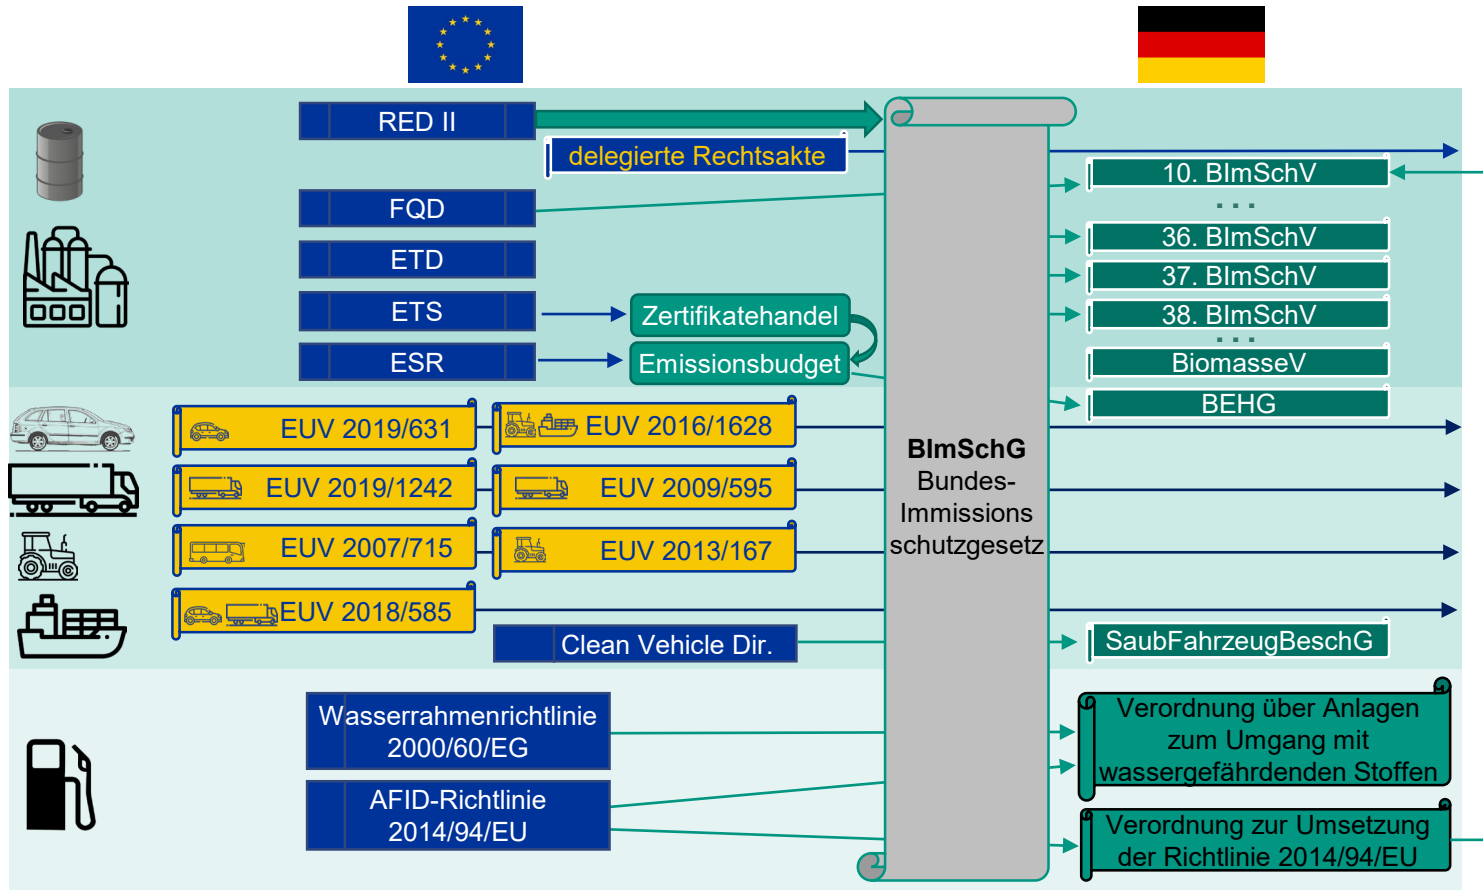 RED II
delegierte Rechtsakte
10. BImSchV
...
FQD
36. BImSchV
ETD
37. BImSchV
ETS
Zertifikatehandel
38. BImSchV
...
ESR
Emissionsbudget
BiomasseV
BEHG
EUV 2019/631
EUV 2016/1628
EUV 2019/1242
EUV 2009/595
EUV 2007/715
EUV 2013/167
EUV 2018/585
BImSchG
Bundes-
Immissions
schutzgesetz
Clean Vehicle Dir.
SaubFahrzeugBeschG
Wasserrahmenrichtlinie
2000/60/EG
Verordnung über Anlagen
zum Umgang mit
wassergefährdenden Stoffen
AFID-Richtlinie
2014/94/EU
Verordnung zur Umsetzung
der Richtlinie 2014/94/EU